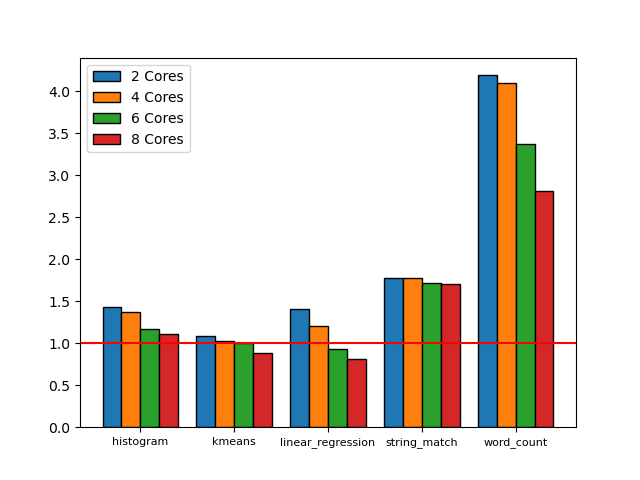 2 Cores
4 Cores
6 Cores
8 Cores
4.0
3.5
3.0
2.5
2.0
1.5
1.0
0.5
0.0
histogram kmeans linear_regression string_match word_count